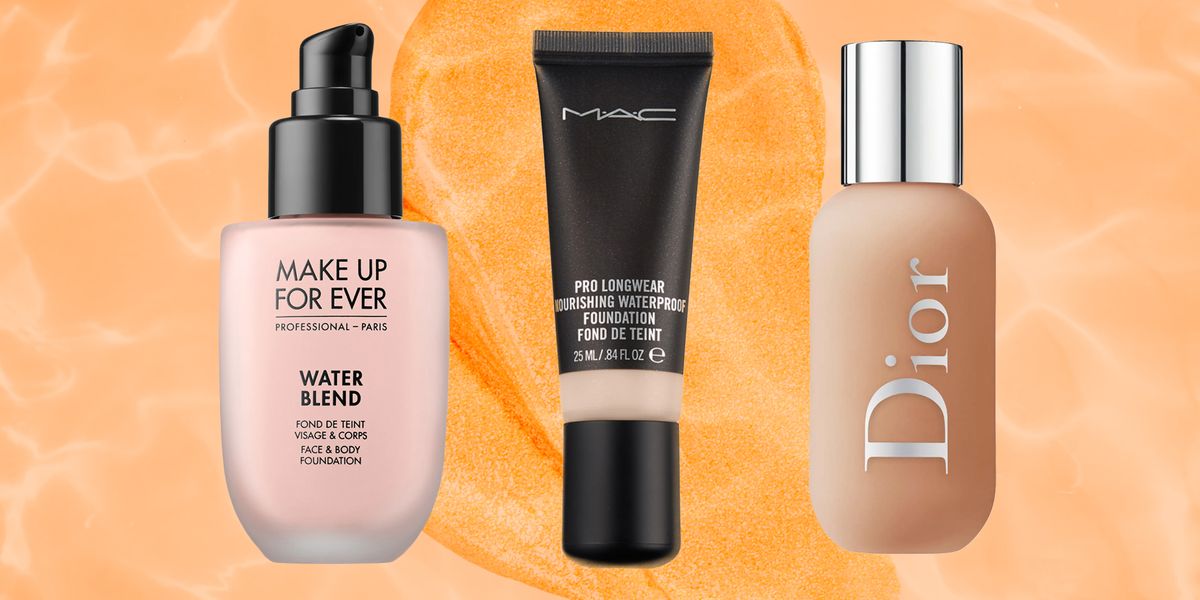 MAKE UP
FOR EVER
PROFESSIONAL – PARIS
WATER
BLEND
FOND DE TEINT
VISAGE & CORPS
FACE & BODY
FOUNDATION
M·A·C
PRO LONGWEAR
NOURISHING WATERPROOF
FOUNDATION
FOND DE TEINT
25 ML/.84 FL OZ ℮
Dior